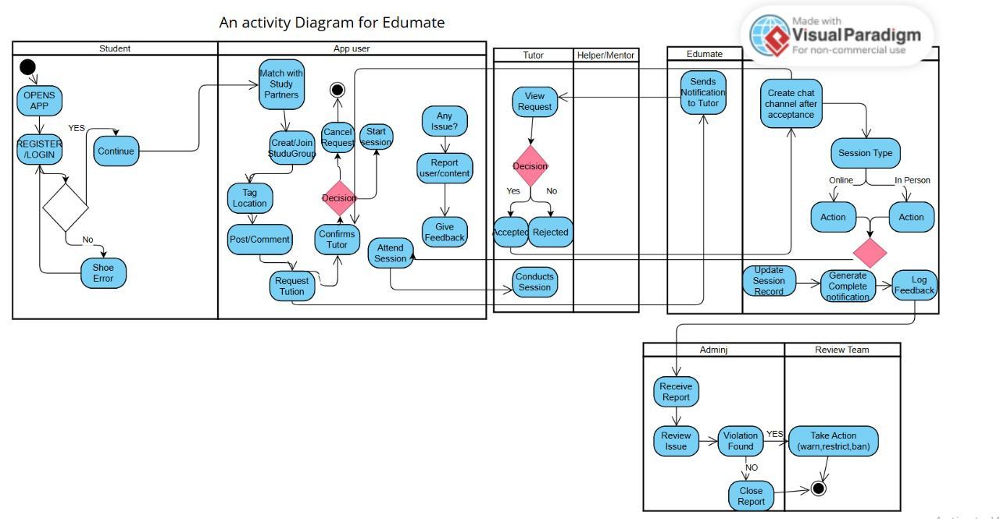 An activity Diagram for Edumate
Made with
VisualParadigm
For non-commercial use
Student
App user
OPENS
APP
REGISTER
/LOGIN
YES
Continue
No
Shoe
Error
Match with
Study
Partners
Creat/Join
StuduGroup
Tag
Location
Post/Comment
Request
Tution
Cancel
Request
Start
session
Decision
Confirms
Tutor
Attend
Session
Any
Issue?
Report
user/content
Give
Feedback
Tutor
Helper/Mentor
View
Request
Decision
Yes
No
Accepted
Rejected
Conducts
Session
Edumate
Sends
Notification
to Tutor
Create chat
channel after
acceptance
Session Type
Online
In Person
Action
Action
Update
Session
Record
Generate
Complete
notification
Log
Feedback
Adminj
Review Team
Receive
Report
Review
Issue
Violation
Found
YES
Take Action
(warn,restrict,ban)
NO
Close
Report